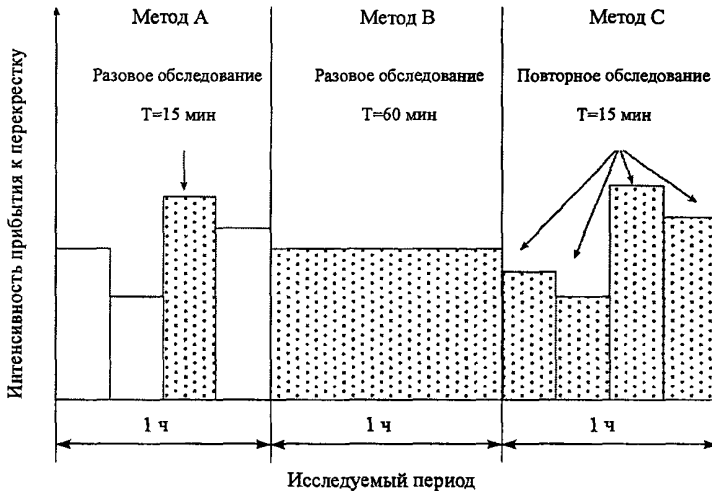 Метод А
Разовое обследование
Т=15 мин
Метод В
Разовое обследование
Т=60 мин
Метод С
Повторное обследование
Т=15 мин
Интенсивность прибытия к перекрестку
1 ч
1 ч
1 ч
Исследуемый период